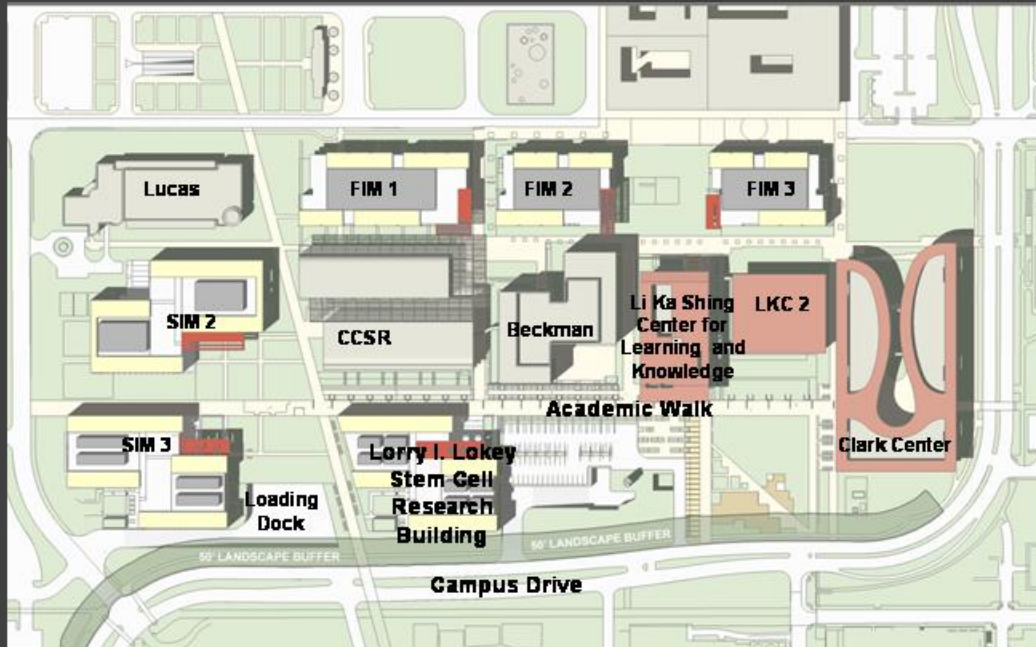 Lucas
FIM 1
FIM 2
FIM 3
SIM 2
CCSR
Beckman
Li Ka Shing
Center for
Learning and
Knowledge
LKC 2
Academic Walk
Clark Center
SIM 3
Loading
Dock
Lorry I. Lokey
Stem Cell
Research
Building
50' LANDSCAPE BUFFER
50' LANDSCAPE BUFFER
Campus Drive